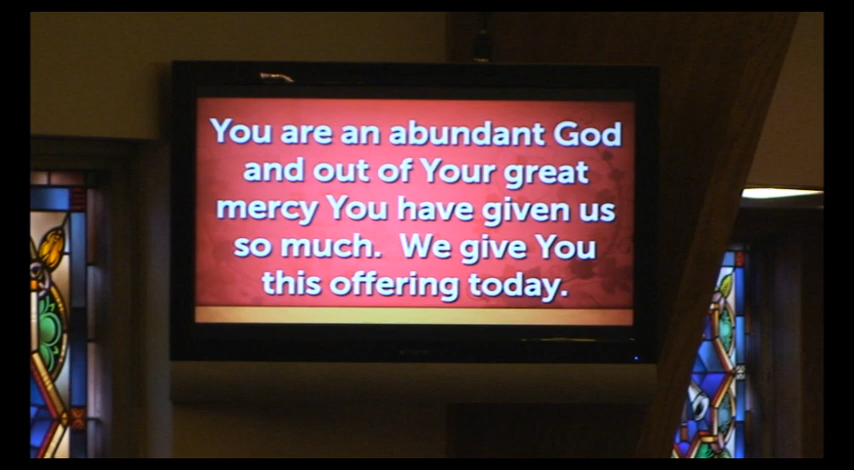 You are an abundant God
and out of Your great
mercy You have given us
so much. We give You
this offering today.